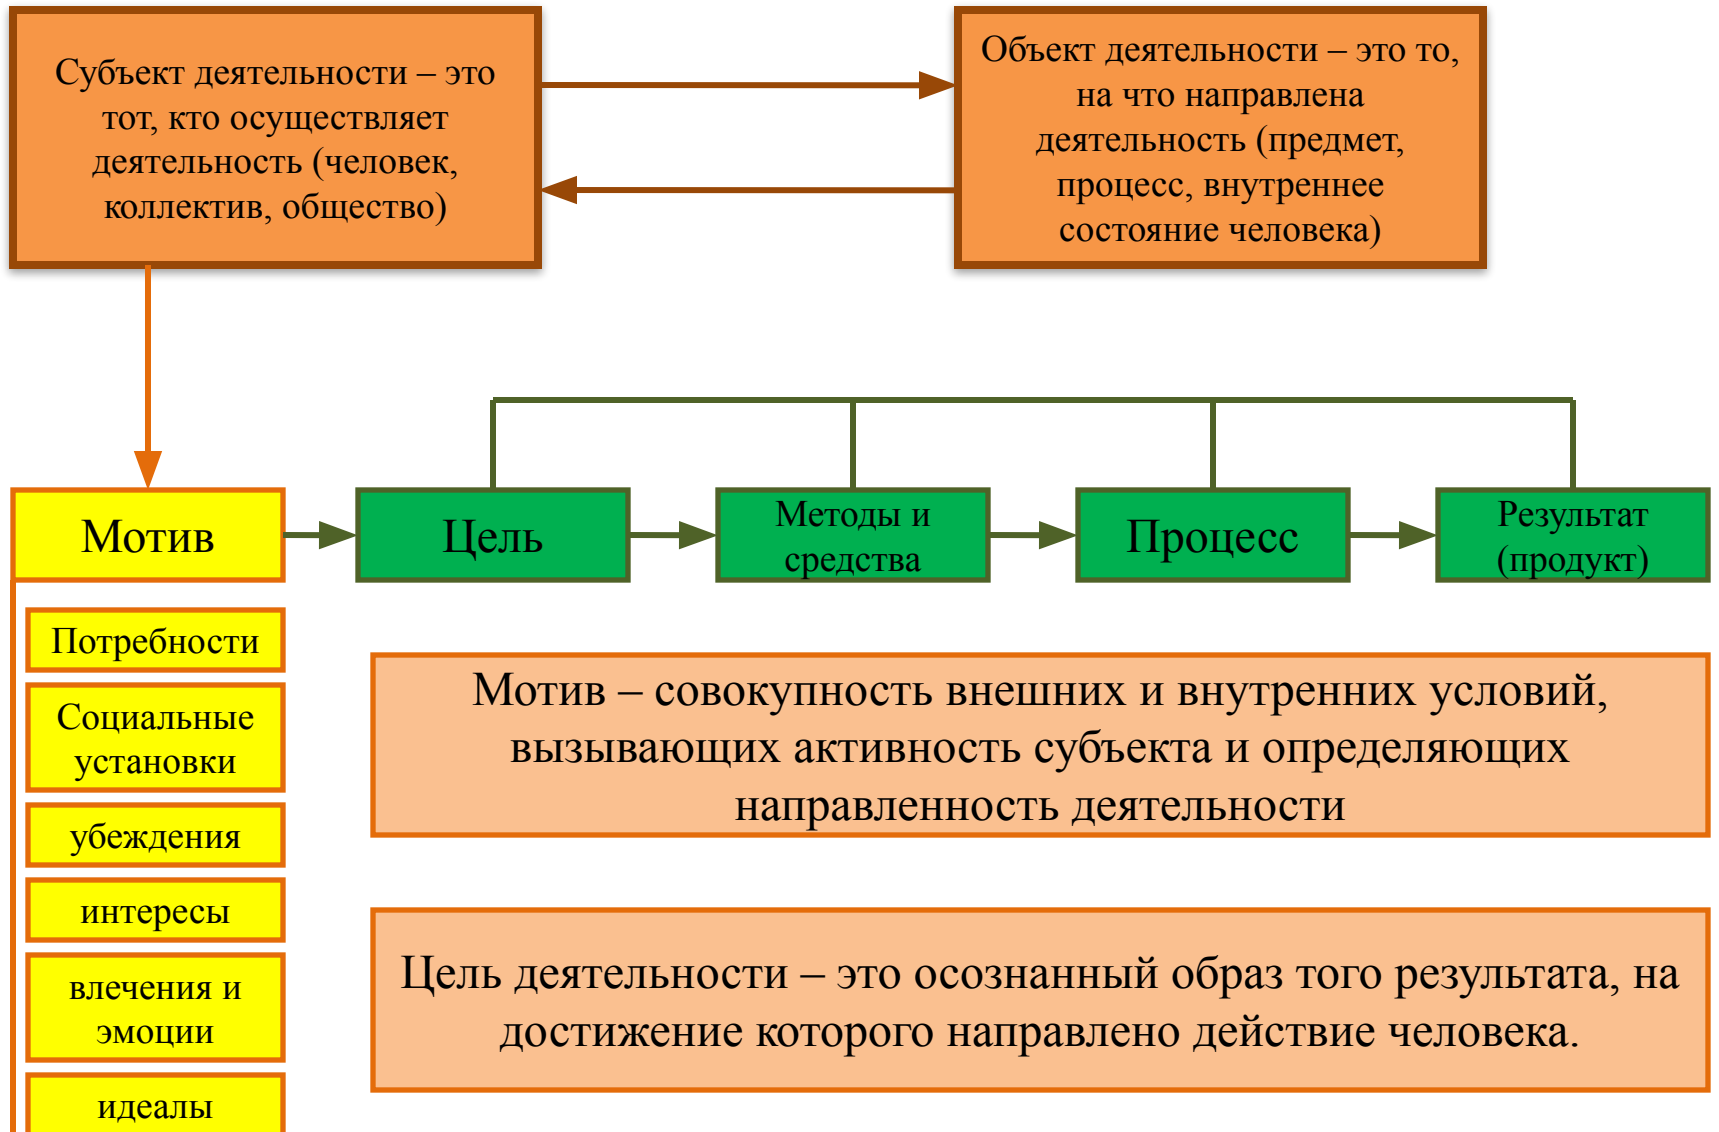 Субъект деятельности – это
тот, кто осуществляет
деятельность (человек,
коллектив, общество)
Объект деятельности – это то,
на что направлена
деятельность (предмет,
процесс, внутреннее
состояние человека)
Мотив
Цель
Методы и
средства
Процесс
Результат
(продукт)
Потребности
Социальные
установки
убеждения
интересы
влечения и
эмоции
идеалы
Мотив – совокупность внешних и внутренних условий,
вызывающих активность субъекта и определяющих
направленность деятельности
Цель деятельности – это осознанный образ того результата, на
достижение которого направлено действие человека.